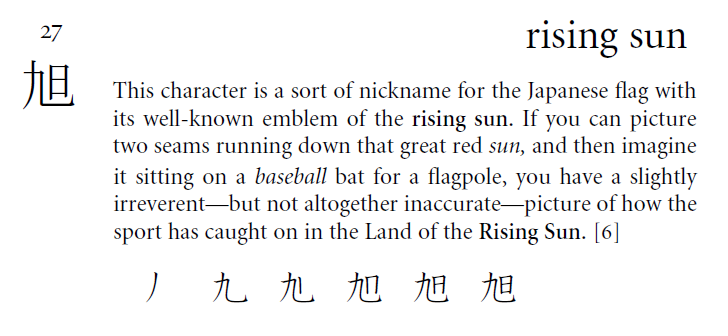 27
rising sun
旭
This character is a sort of nickname for the Japanese flag with
its well-known emblem of the rising sun. If you can picture
two seams running down that great red sun, and then imagine
it sitting on a baseball bat for a flagpole, you have a slightly
irreverent—but not altogether inaccurate—picture of how the
sport has caught on in the Land of the Rising Sun. [6]
丿 九 旭 旭 旭 旭